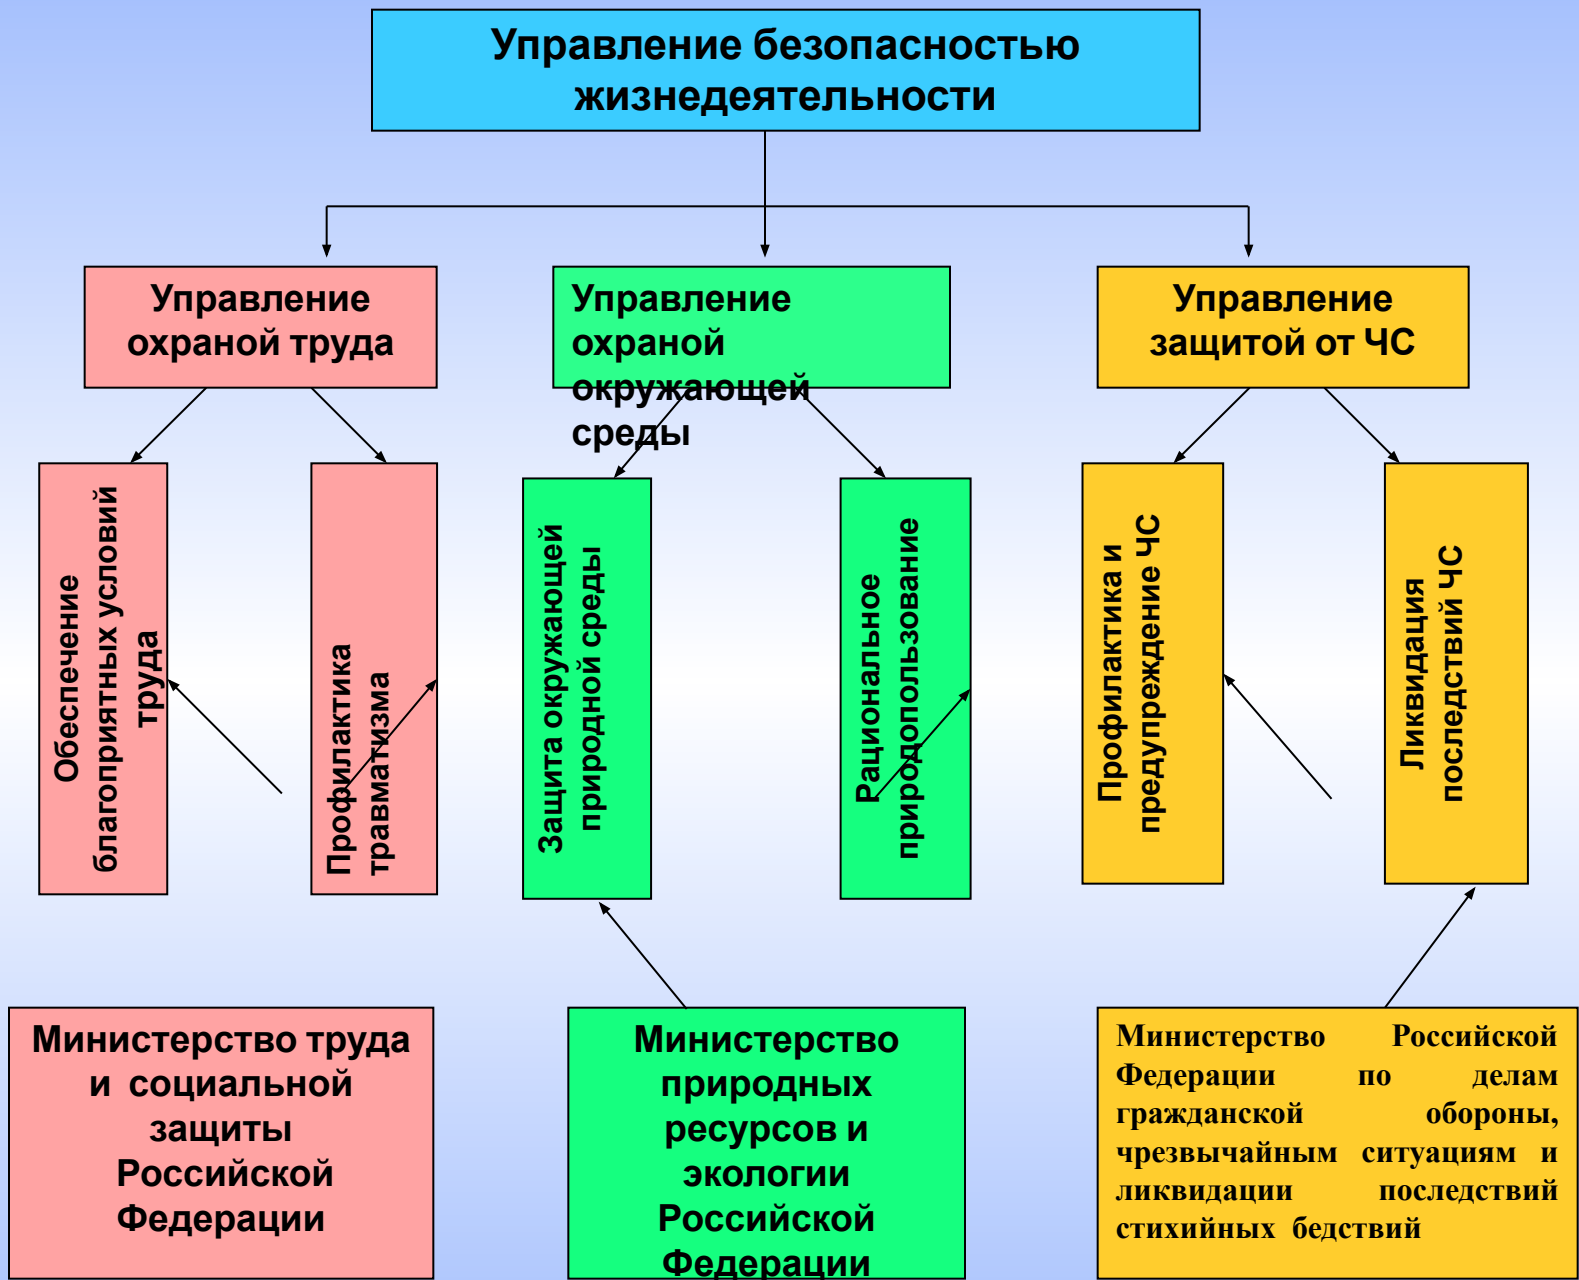 Управление безопасностью
жизнедеятельности
Управление
охраной труда
Управление
охраной
окружающей
среды
Управление
защитой от ЧС
Обеспечение
благоприятных условий
труда
Профилактика
травматизма
Защита окружающей
природной среды
Рациональное
природопользование
Профилактика и
предупреждение ЧС
Ликвидация
последствий ЧС
Министерство труда
и социальной
защиты
Российской
Федерации
Министерство
природных
ресурсов и
экологии
Российской
Федерации
Министерство Российской
Федерации по делам
гражданской обороны,
чрезвычайным ситуациям и
ликвидации последствий
стихийных бедствий